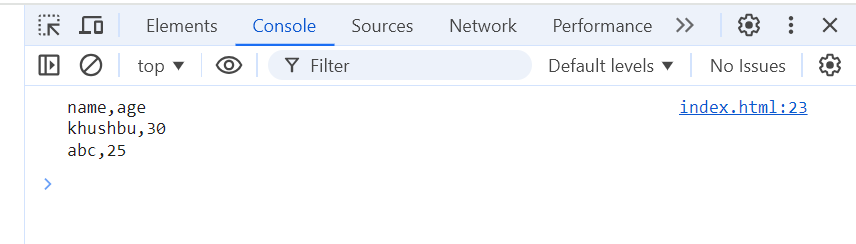 Elements Console Sources Network Performance
top Filter Default levels No Issues
name,age index.html:23
khushbu,30
abc,25